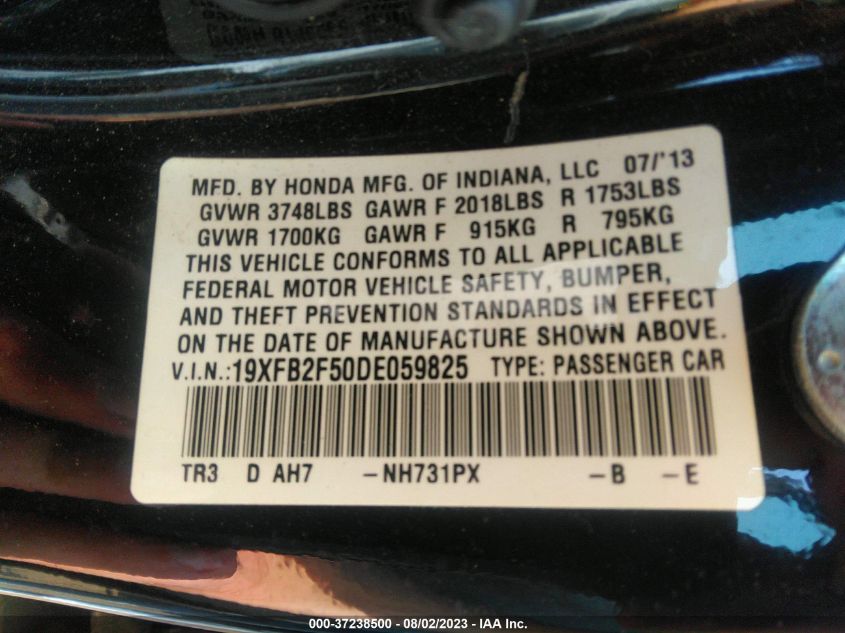 MFD. BY HONDA MFG. OF INDIANA, LLC 07/'13
GVWR 3748LBS GAWR F 2018LBS R 1753LBS
GVWR 1700KG GAWR F 915KG R 795KG
THIS VEHICLE CONFORMS TO ALL APPLICABLE
FEDERAL MOTOR VEHICLE SAFETY, BUMPER,
AND THEFT PREVENTION STANDARDS IN EFFECT
ON THE DATE OF MANUFACTURE SHOWN ABOVE.
V.I.N.:19XFB2F50DE059825 TYPE: PASSENGER CAR
TR3 D AH7 -NH731PX -B -E
000-37238500 - 08/02/2023 - IAA Inc.